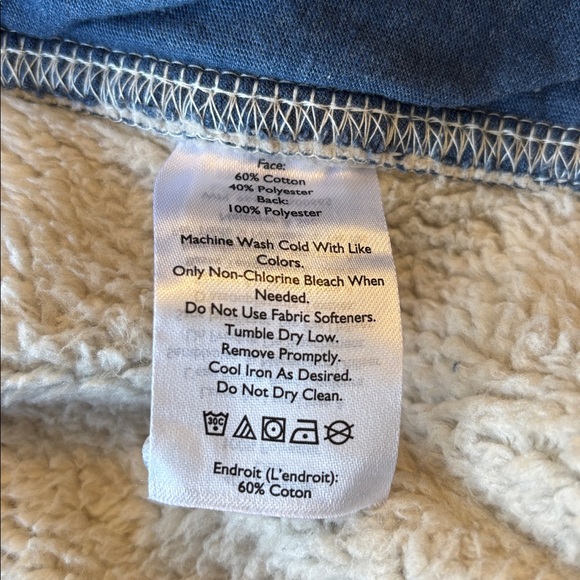 Face:
60% Cotton
40% Polyester
Back:
100% Polyester
Machine Wash Cold With Like
Colors.
Only Non-Chlorine Bleach When
Needed.
Do Not Use Fabric Softeners.
Tumble Dry Low.
Remove Promptly.
Cool Iron As Desired.
Do Not Dry Clean.
30C
Endroit (L'endroit):
60% Coton